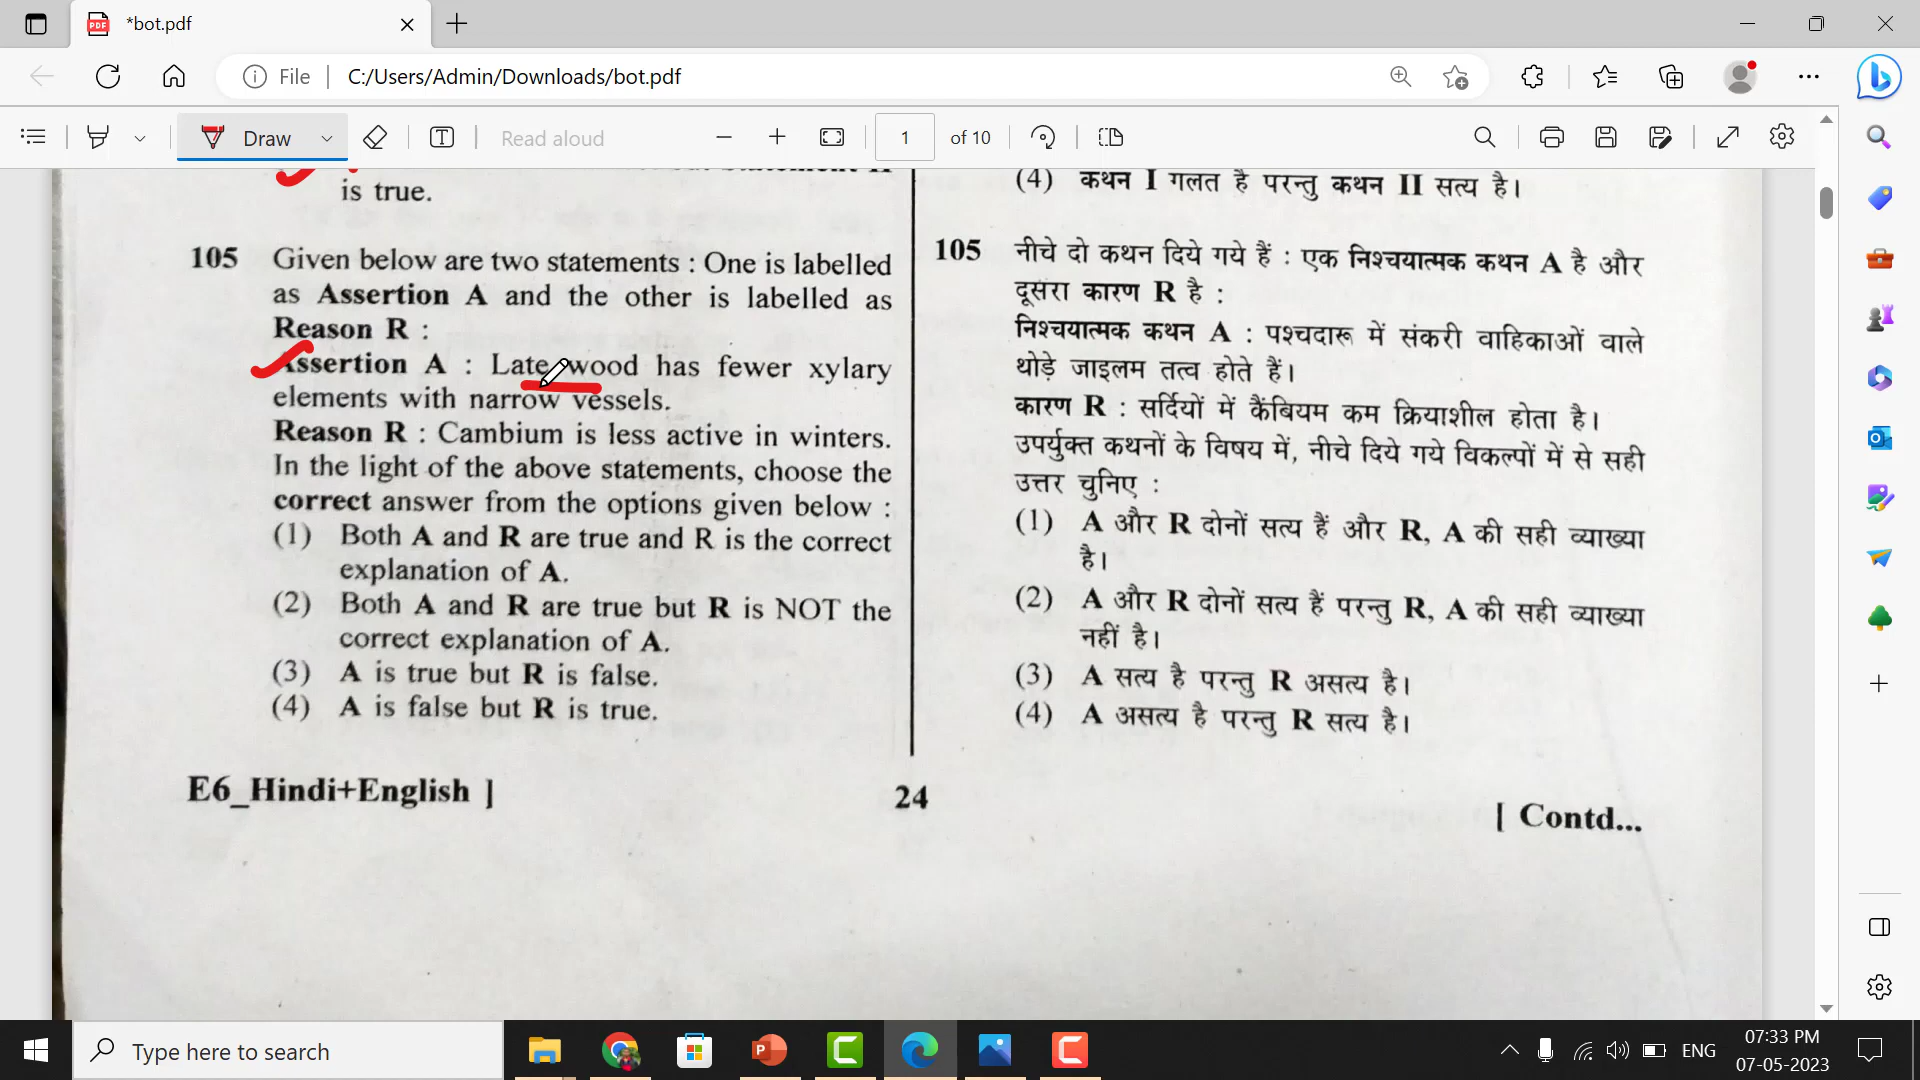 *bot.pdf
File
C:/Users/Admin/Downloads/bot.pdf
Draw
Read aloud
1 of 10
is true.
105 Given below are two statements : One is labelled
as Assertion A and the other is labelled as
Reason R :
Assertion A : Late wood has fewer xylary
elements with narrow vessels.
Reason R : Cambium is less active in winters.
In the light of the above statements, choose the
correct answer from the options given below :
(1) Both A and R are true and R is the correct
explanation of A.
(2) Both A and R are true but R is NOT the
correct explanation of A.
(3) A is true but R is false.
(4) A is false but R is true.
(4) कथन I गलत है परन्तु कथन II सत्य है।
105 नीचे दो कथन दिये गये हैं : एक निश्चयात्मक कथन A है और
दूसरा कारण R है :
निश्चयात्मक कथन A : पश्चदारू में संकरी वाहिकाओं वाले
थोड़े जाइलम तत्व होते हैं।
कारण R : सर्दियों में कैंबियम कम क्रियाशील होता है।
उपर्युक्त कथनों के विषय में, नीचे दिये गये विकल्पों में से सही
उत्तर चुनिए :
(1) A और R दोनों सत्य हैं और R, A की सही व्याख्या
है।
(2) A और R दोनों सत्य हैं परन्तु R, A की सही व्याख्या
नहीं है।
(3) A सत्य है परन्तु R असत्य है।
(4) A असत्य है परन्तु R सत्य है।
E6_Hindi+English ]
24
[ Contd...
Type here to search
ENG
07:33 PM
07-05-2023